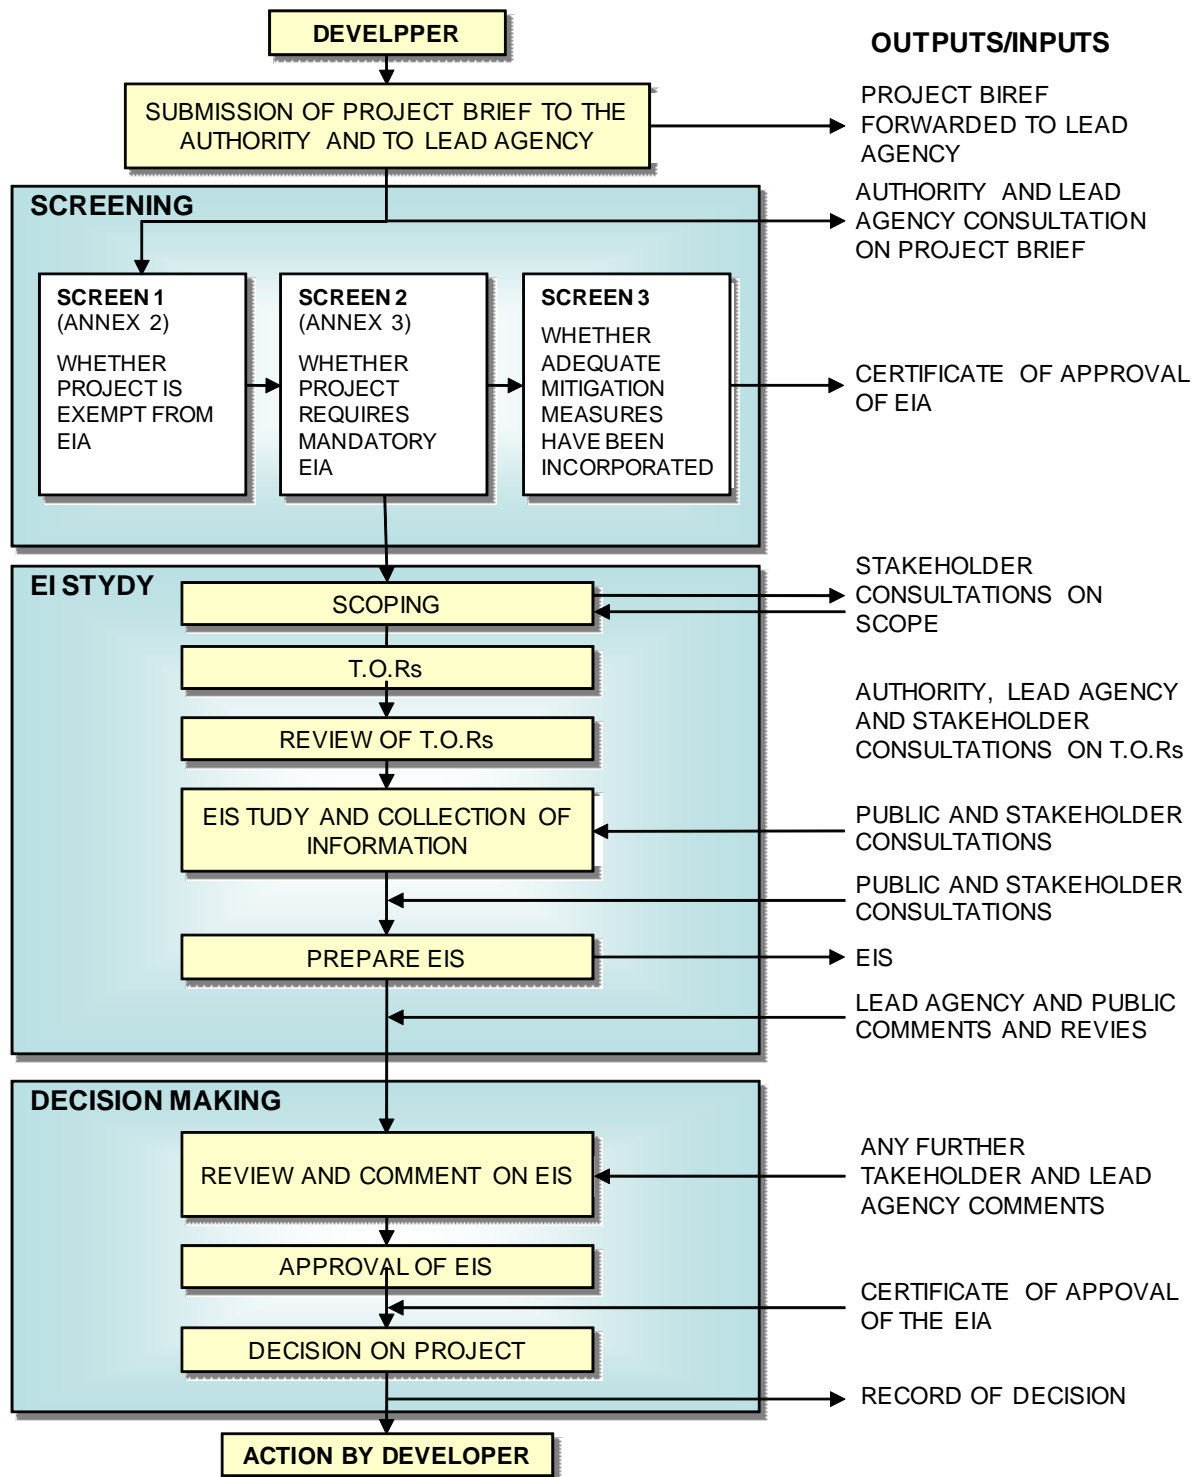 DEVELPPER
OUTPUTS/INPUTS
SUBMISSION OF PROJECT BRIEF TO THE
AUTHORITY AND TO LEAD AGENCY
PROJECT BIREF
FORWARDED TO LEAD
AGENCY
SCREENING
AUTHORITY AND LEAD
AGENCY CONSULTATION
ON PROJECT BRIEF
SCREEN 1
(ANNEX 2)
WHETHER
PROJECT IS
EXEMPT FROM
EIA
SCREEN 2
(ANNEX 3)
WHETHER
PROJECT
REQUIRES
MANDATORY
EIA
SCREEN 3
WHETHER
ADEQUATE
MITIGATION
MEASURES
HAVE BEEN
INCORPORATED
CERTIFICATE OF APPROVAL
OF EIA
EI STYDY
SCOPING
STAKEHOLDER
CONSULTATIONS ON
SCOPE
T.O.Rs
REVIEW OF T.O.Rs
AUTHORITY, LEAD AGENCY
AND STAKEHOLDER
CONSULTATIONS ON T.O.Rs
EIS TUDY AND COLLECTION OF
INFORMATION
PUBLIC AND STAKEHOLDER
CONSULTATIONS
PUBLIC AND STAKEHOLDER
CONSULTATIONS
PREPARE EIS
EIS
LEAD AGENCY AND PUBLIC
COMMENTS AND REVIES
DECISION MAKING
REVIEW AND COMMENT ON EIS
ANY FURTHER
TAKEHOLDER AND LEAD
AGENCY COMMENTS
APPROVAL OF EIS
CERTIFICATE OF APPOVAL
OF THE EIA
DECISION ON PROJECT
RECORD OF DECISION
ACTION BY DEVELOPER